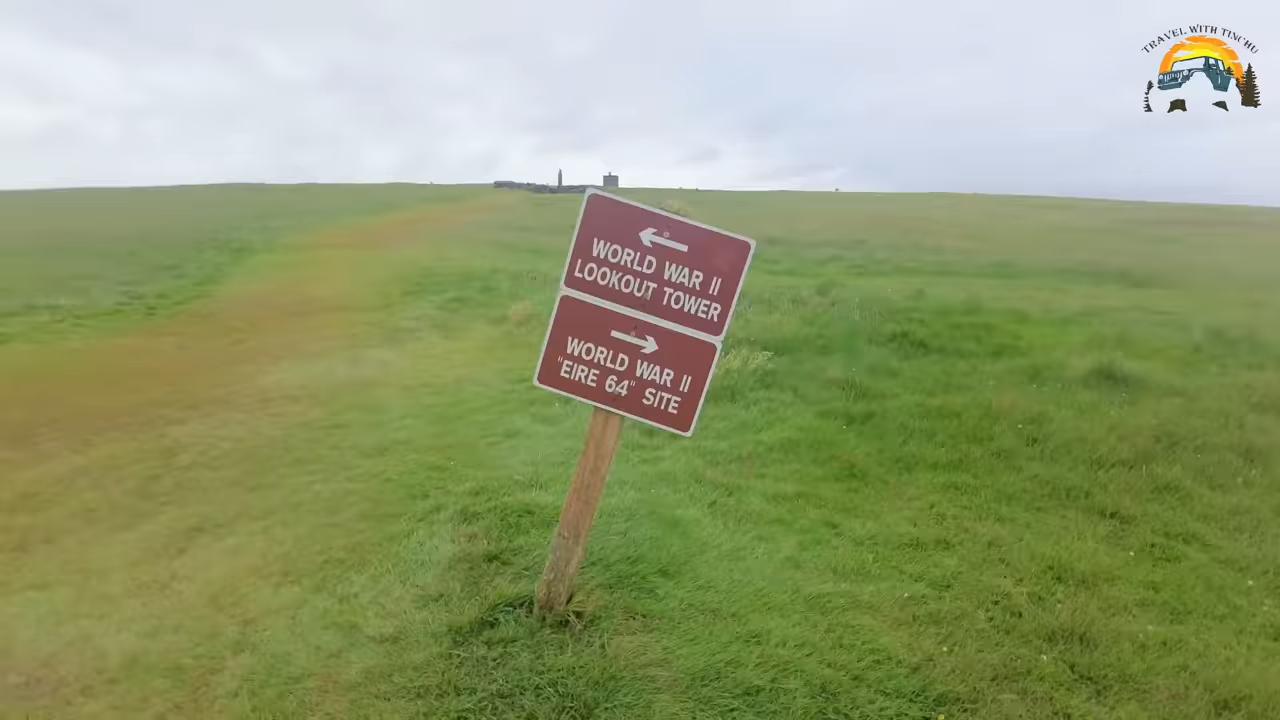 TRAVEL WITH TINCHU
WORLD WAR II
LOOKOUT TOWER
WORLD WAR II
"EIRE 64" SITE